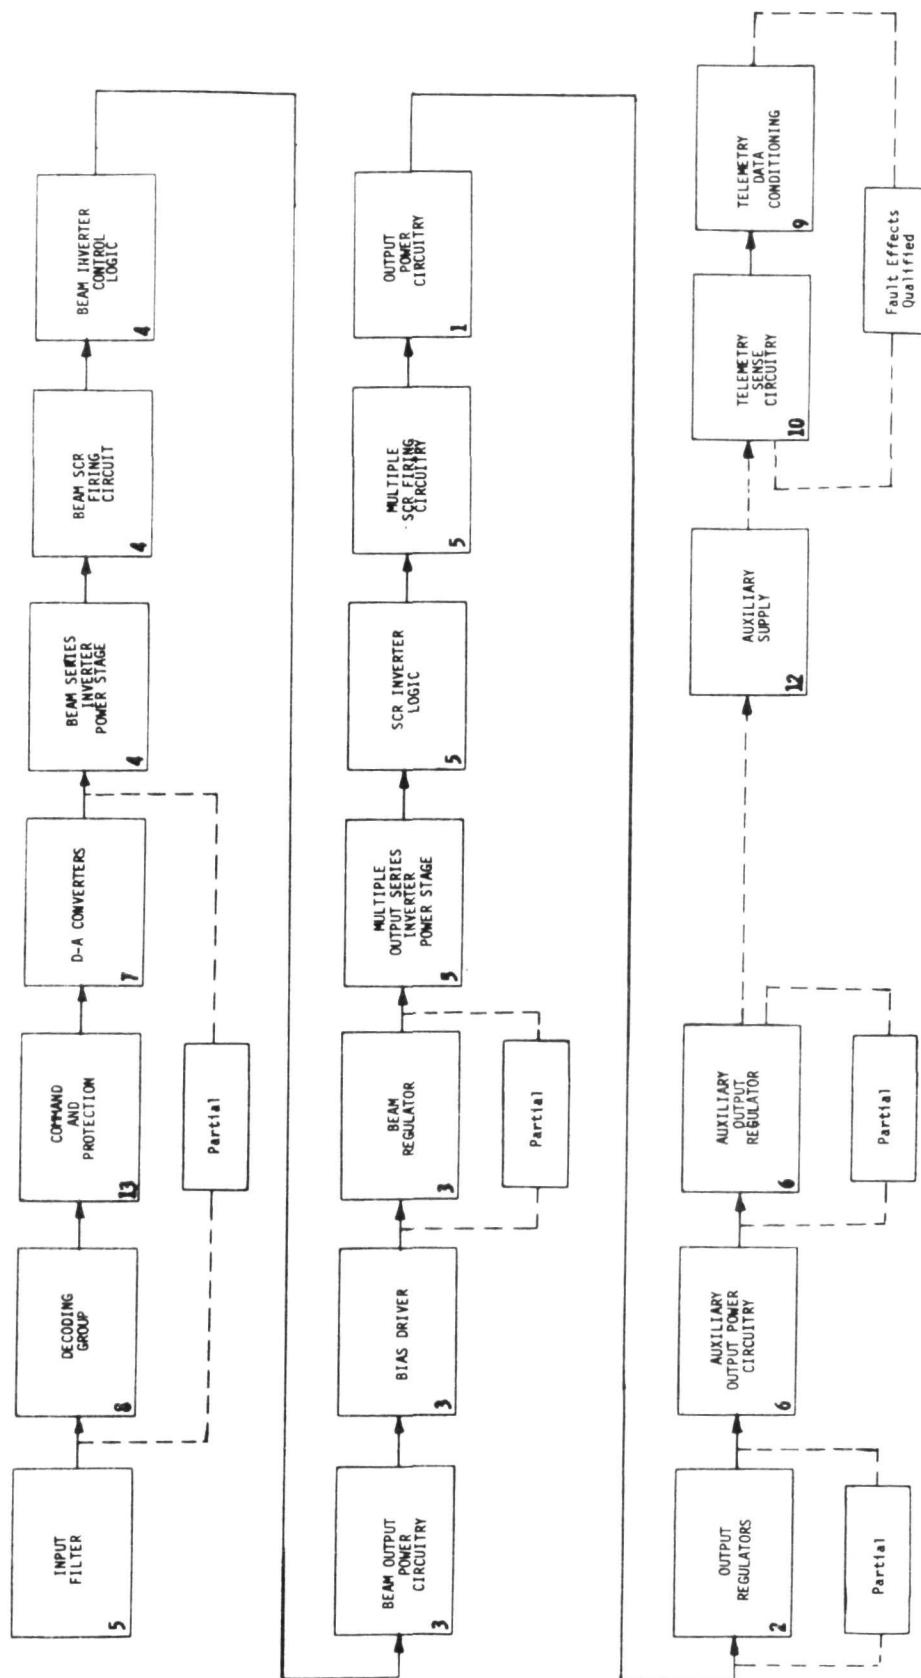 INPUT
FILTER
5
DECODING
GROUP
8
COMMAND
AND
PROTECTION
13
D-A CONVERTERS
7
BEAM SERIES
INVERTER
POWER STAGE
4
BEAM SCR
FIRING
CIRCUIT
4
BEAM INVERTER
CONTROL
LOGIC
4
Partial
BEAM OUTPUT
POWER
CIRCUITRY
3
BIAS DRIVER
3
BEAM
REGULATOR
3
MULTIPLE
OUTPUT SERIES
INVERTER
POWER STAGE
5
SCR INVERTER
LOGIC
5
MULTIPLE
SCR FIRING
CIRCUITRY
5
OUTPUT
POWER
CIRCUITRY
1
Partial
OUTPUT
REGULATORS
2
AUXILIARY
OUTPUT POWER
CIRCUITRY
6
AUXILIARY
OUTPUT
REGULATOR
6
AUXILIARY
SUPPLY
12
TELEMETRY
SENSE
CIRCUITRY
10
TELEMETRY
DATA
CONDITIONING
9
Partial
Partial
Fault Effects
Qualified